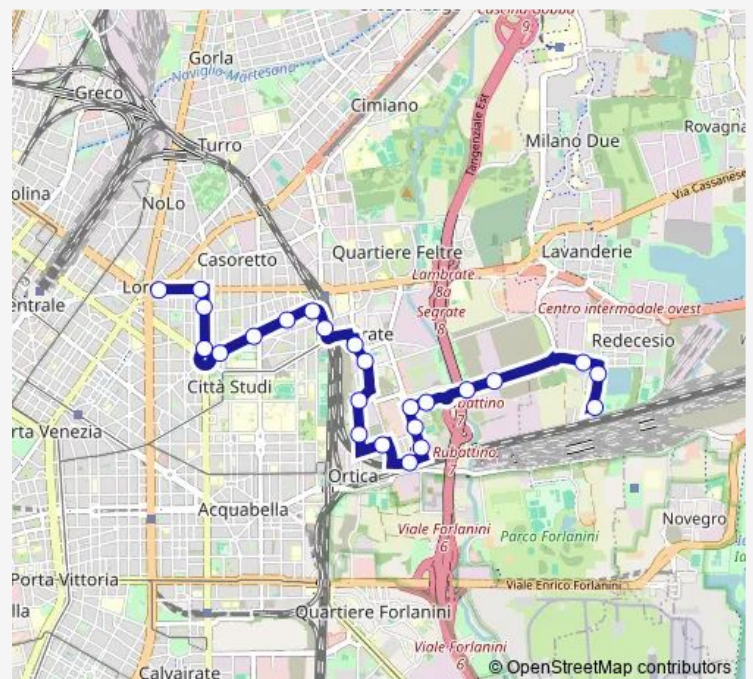 Cascina Gobba
9
Gorla
Naviglio Martesana
Greco
Cimiano
Tangenziale Est
Turro
Milano Due
Rovagna
olina
Via Cassanese
NoLo
Casoretto
Quartiere Feltre
Lavanderie
Lambrate
8a
Segrate
8
Lor
entrale
Centro intermodale ovest
rate
Redecesio
Città Studi
battino
7
rta Venezia
Rubattino
7
Ortica
Acquabella
Novegro
Viale Forlanini
6
Parco Forlanini
Porta Vittoria
Viale Enrico Forlanini
lla
Quartiere Forlanini
Viale Forlanini
6
Calvairate
© OpenStreetMap contributors